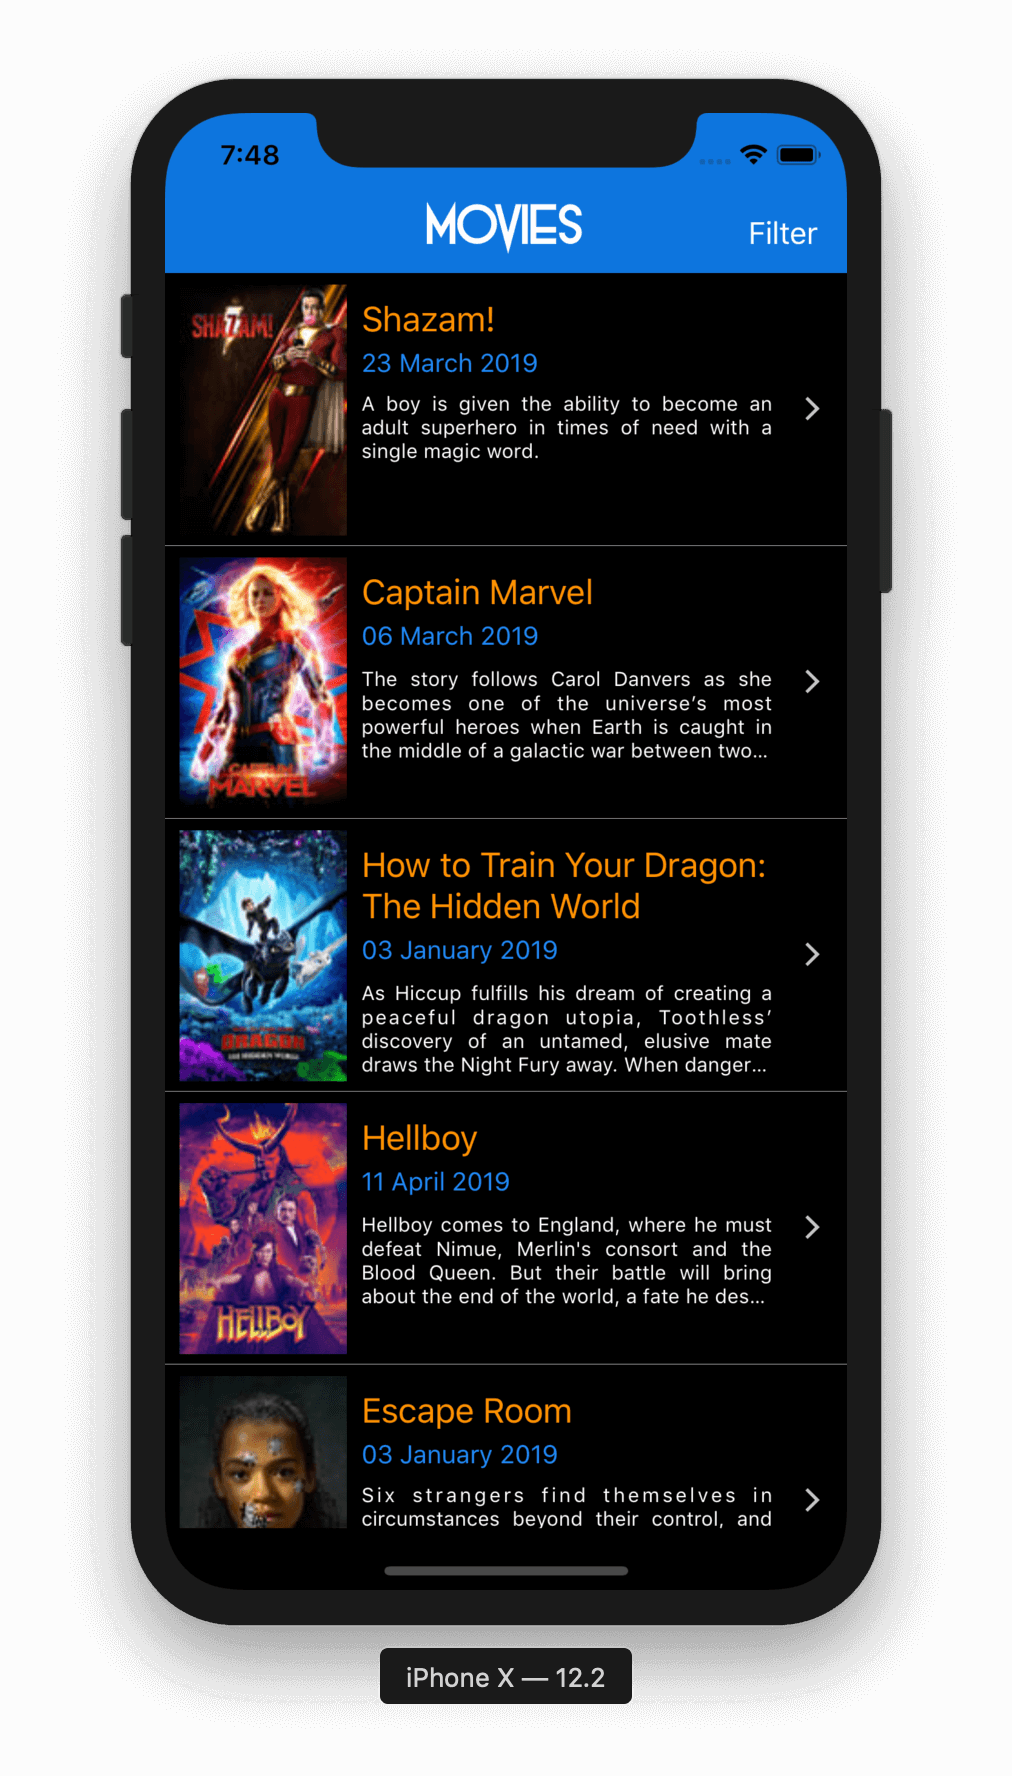 7:48
MOVIES
Filter
SHAZAM!
Shazam!
23 March 2019
A boy is given the ability to become an
adult superhero in times of need with a
single magic word.
CAPTAIN
MARVEL
Captain Marvel
06 March 2019
The story follows Carol Danvers as she
becomes one of the universe’s most
powerful heroes when Earth is caught in
the middle of a galactic war between two...
DRAGON
THE HIDDEN WORLD
How to Train Your Dragon:
The Hidden World
03 January 2019
As Hiccup fulfills his dream of creating a
peaceful dragon utopia, Toothless’
discovery of an untamed, elusive mate
draws the Night Fury away. When danger...
HELLBOY
Hellboy
11 April 2019
Hellboy comes to England, where he must
defeat Nimue, Merlin's consort and the
Blood Queen. But their battle will bring
about the end of the world, a fate he des...
Escape Room
03 January 2019
Six strangers find themselves in
circumstances beyond their control, and
iPhone X — 12.2